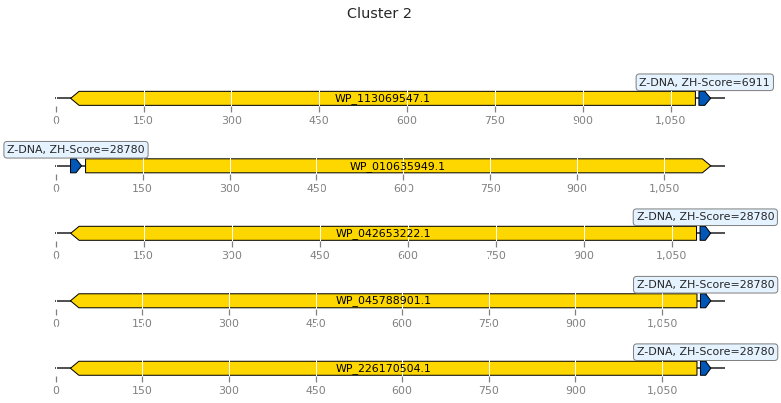 Cluster 2
Z-DNA, ZH-Score=6911
WP_113069547.1
0 150 300 450 600 750 900 1,050
Z-DNA, ZH-Score=28780
WP_010635949.1
0 150 300 450 600 750 900 1,050
Z-DNA, ZH-Score=28780
WP_042653222.1
0 150 300 450 600 750 900 1,050
Z-DNA, ZH-Score=28780
WP_045788901.1
0 150 300 450 600 750 900 1,050
Z-DNA, ZH-Score=28780
WP_226170504.1
0 150 300 450 600 750 900 1,050